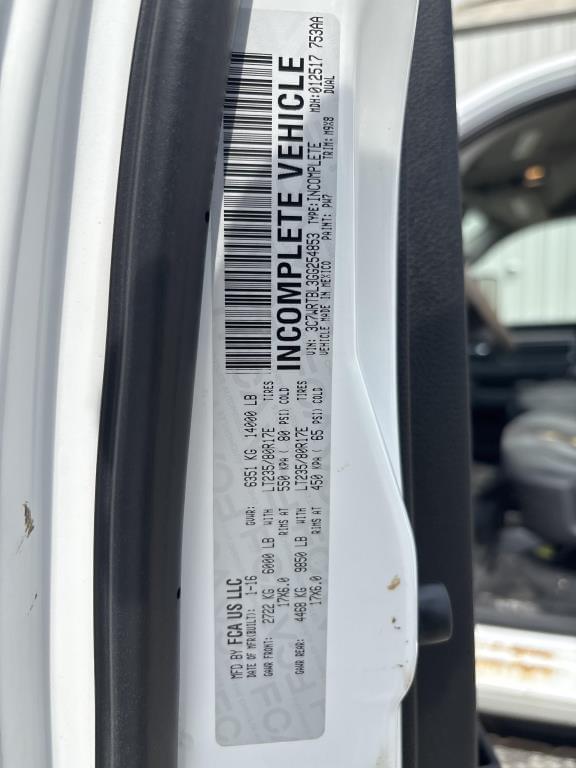 MFD BY FCA US LLC
DATE OF MFR(BUILT): 1-16 GVWR: 6351 KG 14000 LB
GAWR FRONT: 2722 KG 6000 LB WITH LT235/80R17E TIRES
17X6.0 RIMS AT 550 KPA ( 80 PSI) COLD
GAWR REAR: 4468 KG 9850 LB WITH LT235/80R17E TIRES
17X6.0 RIMS AT 450 KPA ( 65 PSI) COLD
INCOMPLETE VEHICLE
VIN: 3C7WRTBL3GG254853 TYPE:INCOMPLETE MDH:012517 753AA
VEHICLE MADE IN MEXICO PAINT: PW7 TRIM: M9X8 DUAL